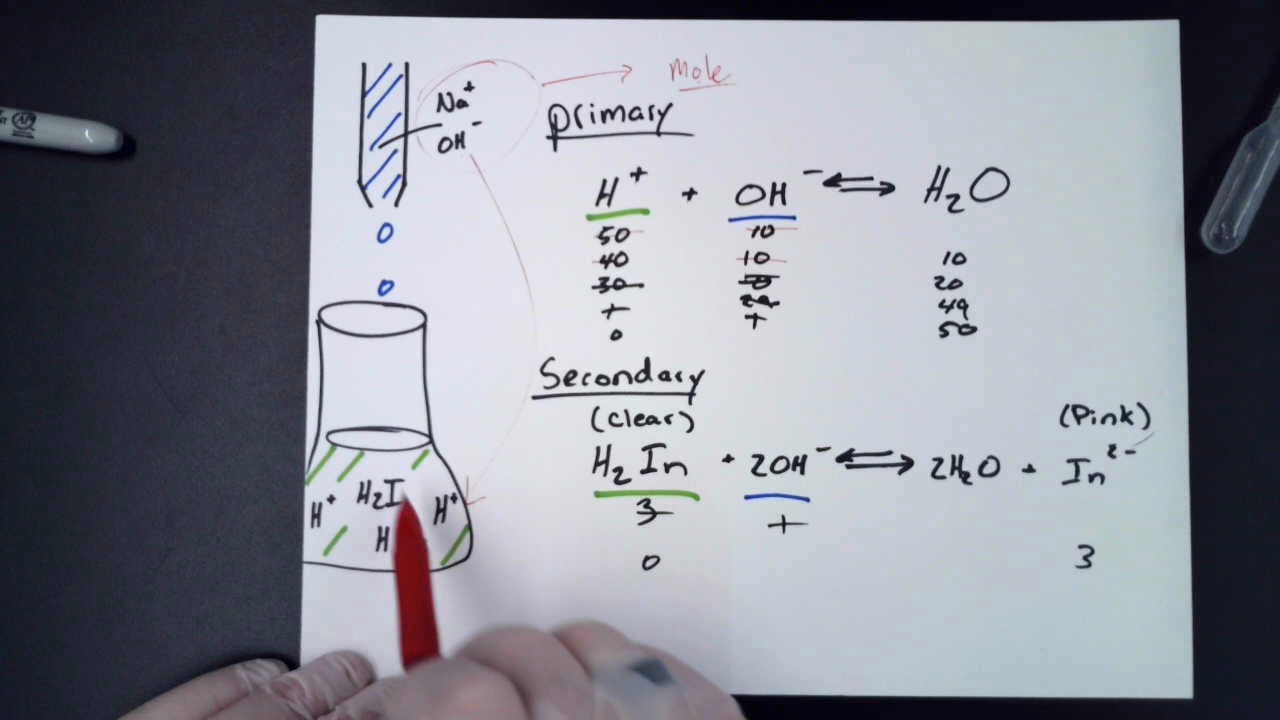 Na+
OH-
mole
primary
H+ + OH- ⇌ H2O
50 10
40 10 10
30 20
+ 20 49
0 + 50
Secondary
(clear) (Pink)
H2In + 2OH- ⇌ 2H2O + In2-
3 +
0 3
H2I
H+ H+
H